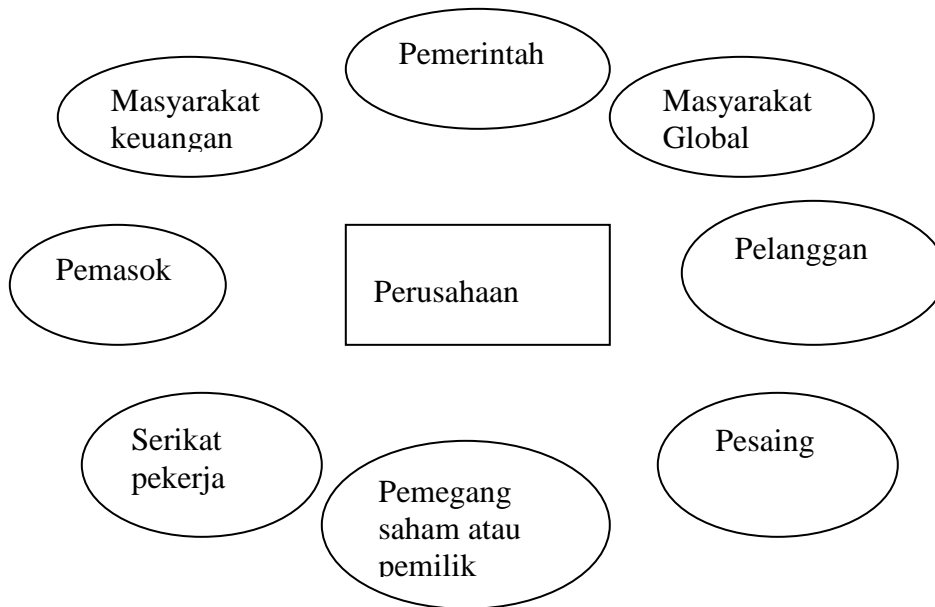 Pemerintah
Masyarakat
keuangan
Masyarakat
Global
Pemasok
Perusahaan
Pelanggan
Serikat
pekerja
Pemegang
saham atau
pemilik
Pesaing